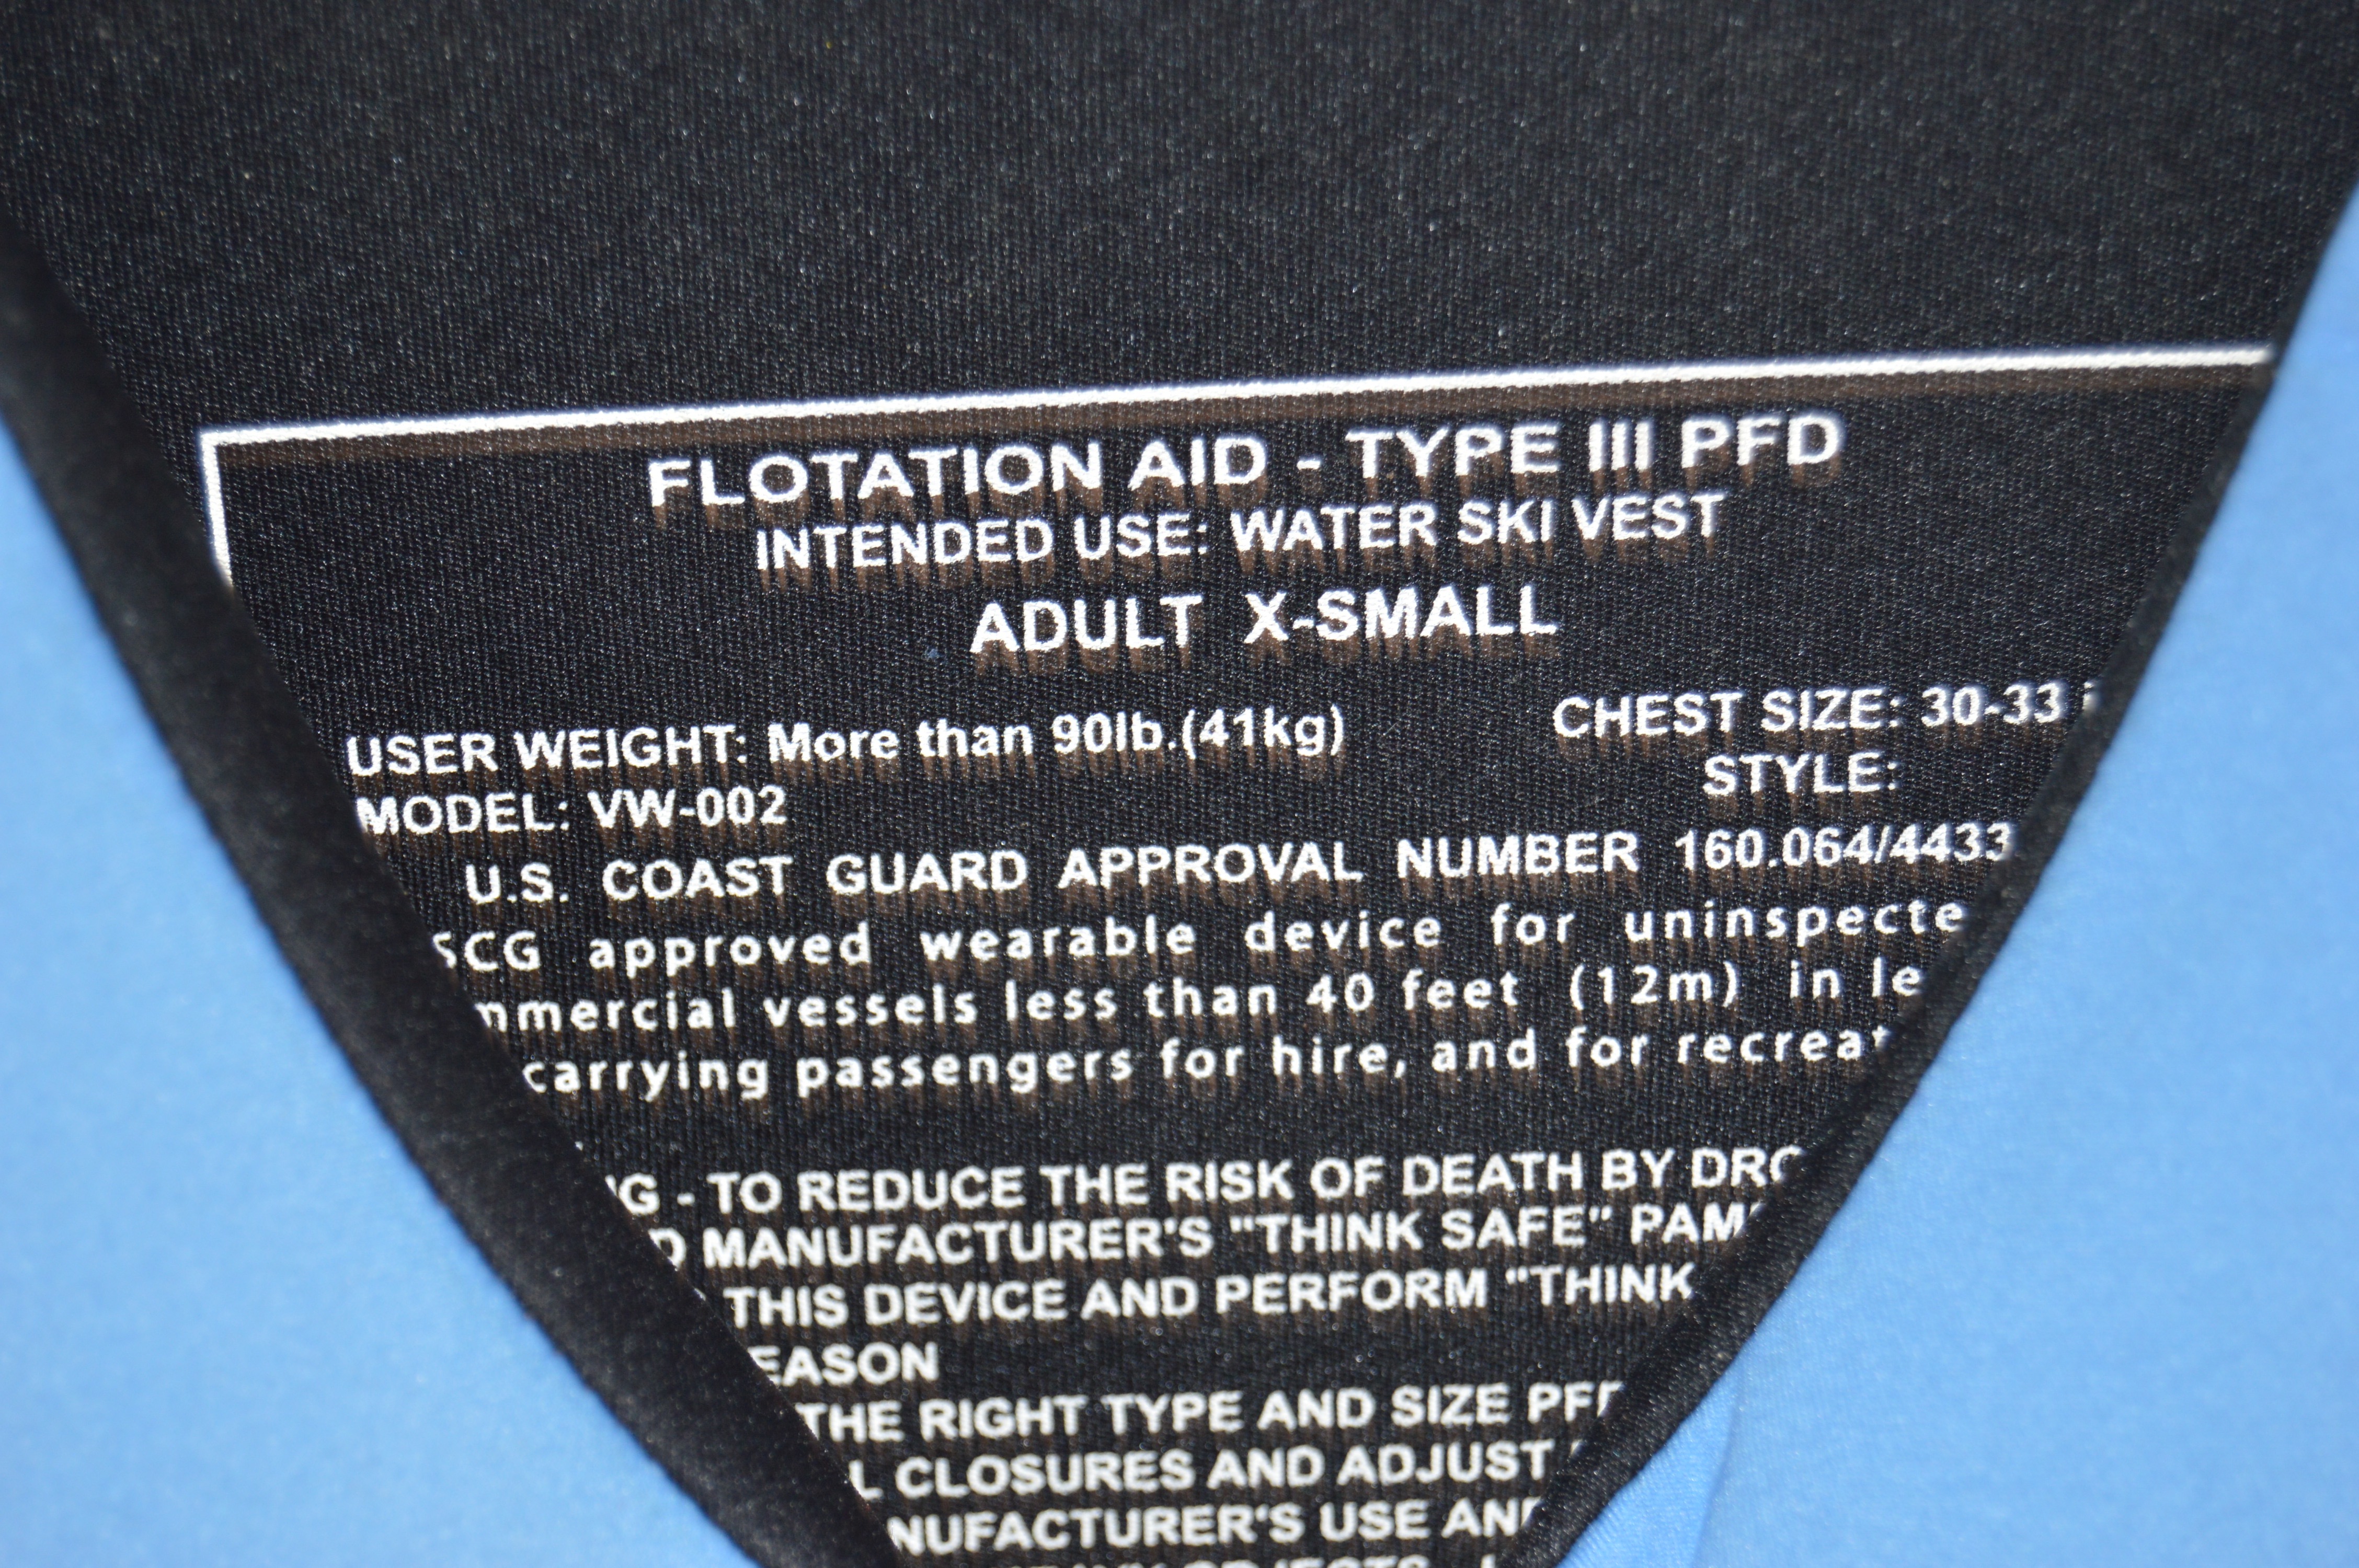 FLOTATION AID - TYPE III PFD
INTENDED USE: WATER SKI VEST
ADULT X-SMALL
USER WEIGHT: More than 90lb.(41kg) CHEST SIZE: 30-33
MODEL: VW-002 STYLE:
U.S. COAST GUARD APPROVAL NUMBER 160.064/4433
SCG approved wearable device for uninspecte
mmercial vessels less than 40 feet (12m) in le
carrying passengers for hire, and for recreat
G - TO REDUCE THE RISK OF DEATH BY DRO
D MANUFACTURER'S "THINK SAFE" PAM
THIS DEVICE AND PERFORM "THINK
EASON
THE RIGHT TYPE AND SIZE PF
L CLOSURES AND ADJUST
NUFACTURER'S USE AN